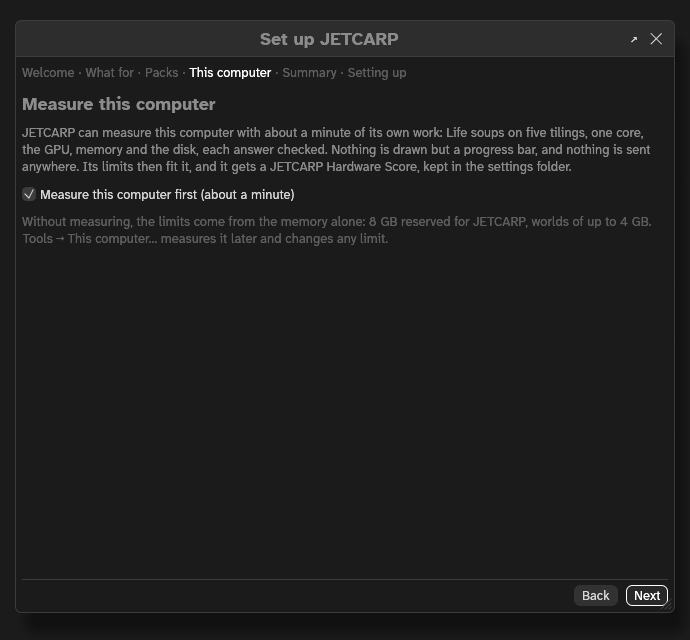 Set up JETCARP
Welcome · What for · Packs · This computer · Summary · Setting up
Measure this computer
JETCARP can measure this computer with about a minute of its own work: Life soups on five tilings, one core,
the GPU, memory and the disk, each answer checked. Nothing is drawn but a progress bar, and nothing is sent
anywhere. Its limits then fit it, and it gets a JETCARP Hardware Score, kept in the settings folder.
Measure this computer first (about a minute)
Without measuring, the limits come from the memory alone: 8 GB reserved for JETCARP, worlds of up to 4 GB.
Tools → This computer... measures it later and changes any limit.
Back Next